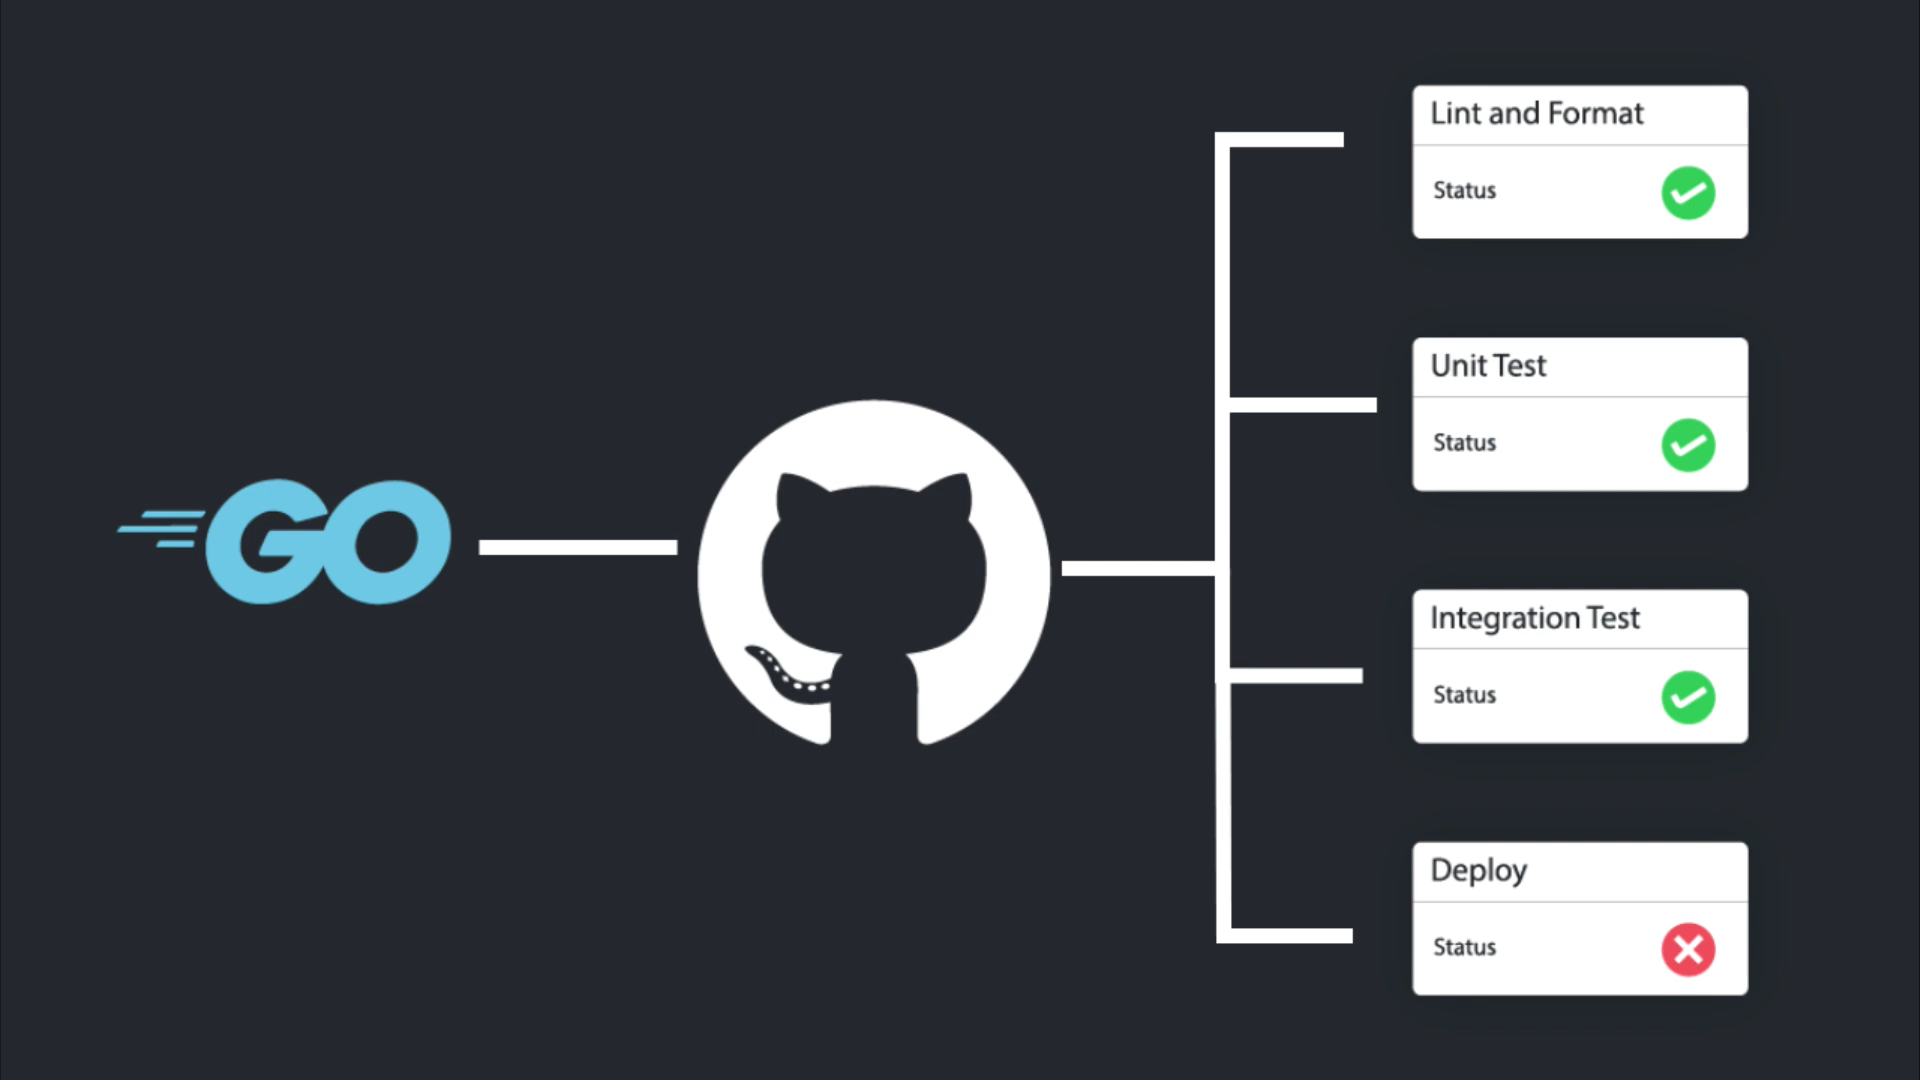 GO
Lint and Format
Status
Unit Test
Status
Integration Test
Status
Deploy
Status